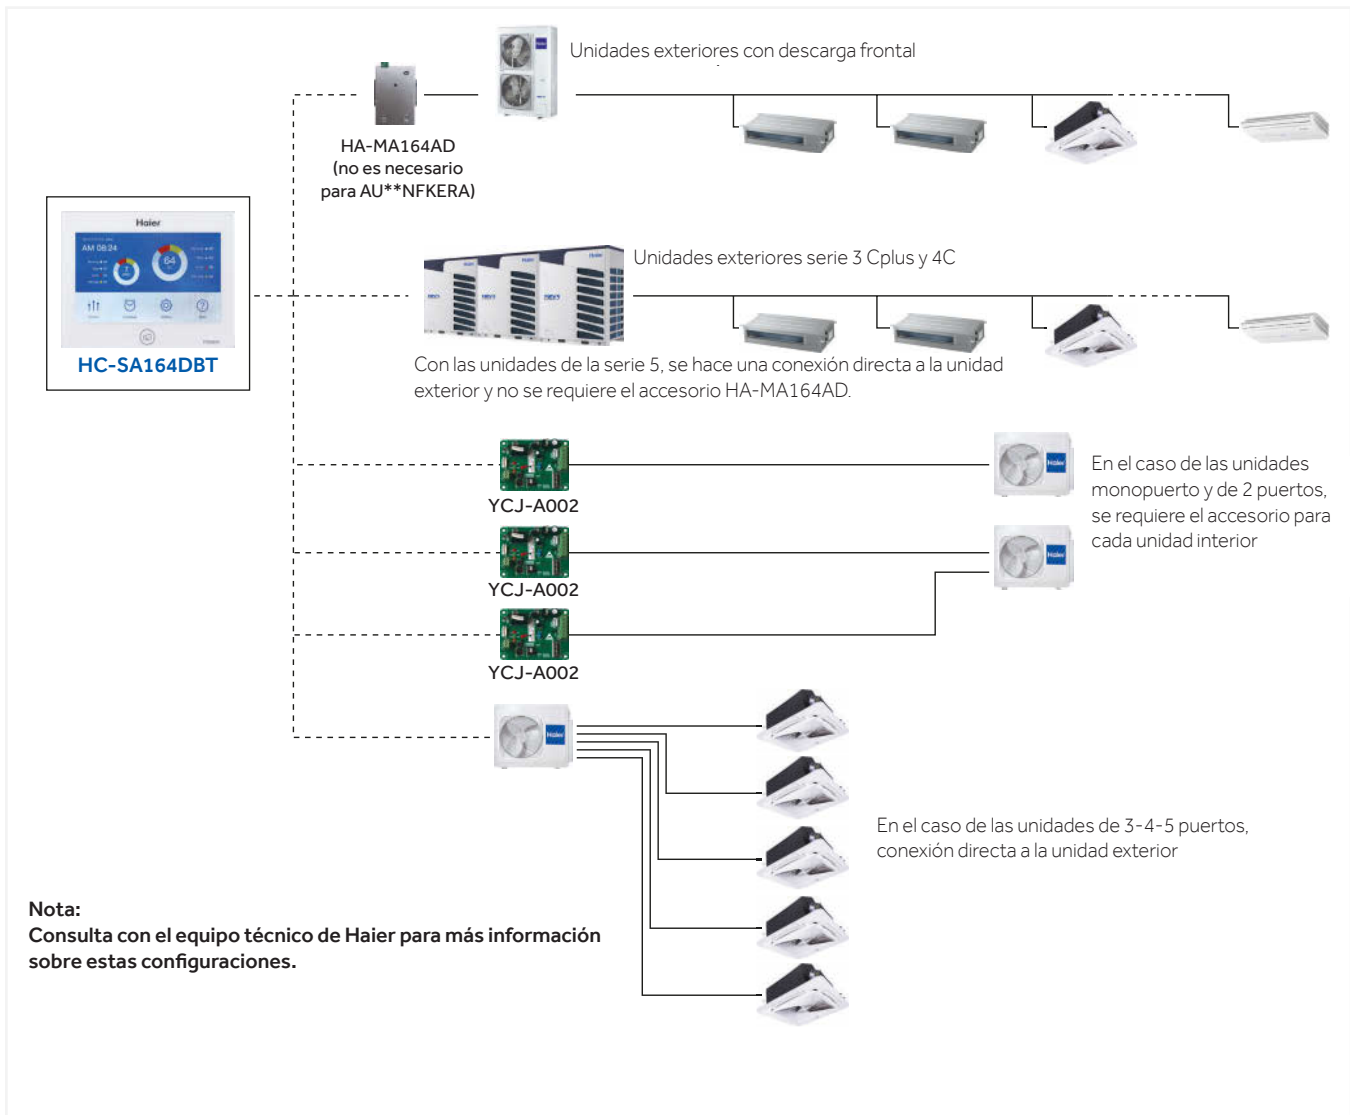 Unidades exteriores con descarga frontal
HA-MA164AD
(no es necesario
para AU**NFKERA)
Haier
AM 08:24
64
HC-SA164DBT
Unidades exteriores serie 3 Cplus y 4C
Con las unidades de la serie 5, se hace una conexión directa a la unidad
exterior y no se requiere el accesorio HA-MA164AD.
YCJ-A002
Haier
En el caso de las unidades
monopuerto y de 2 puertos,
se requiere el accesorio para
cada unidad interior
YCJ-A002
Haier
YCJ-A002
Haier
En el caso de las unidades de 3-4-5 puertos,
conexión directa a la unidad exterior
Nota:
Consulta con el equipo técnico de Haier para más información
sobre estas configuraciones.